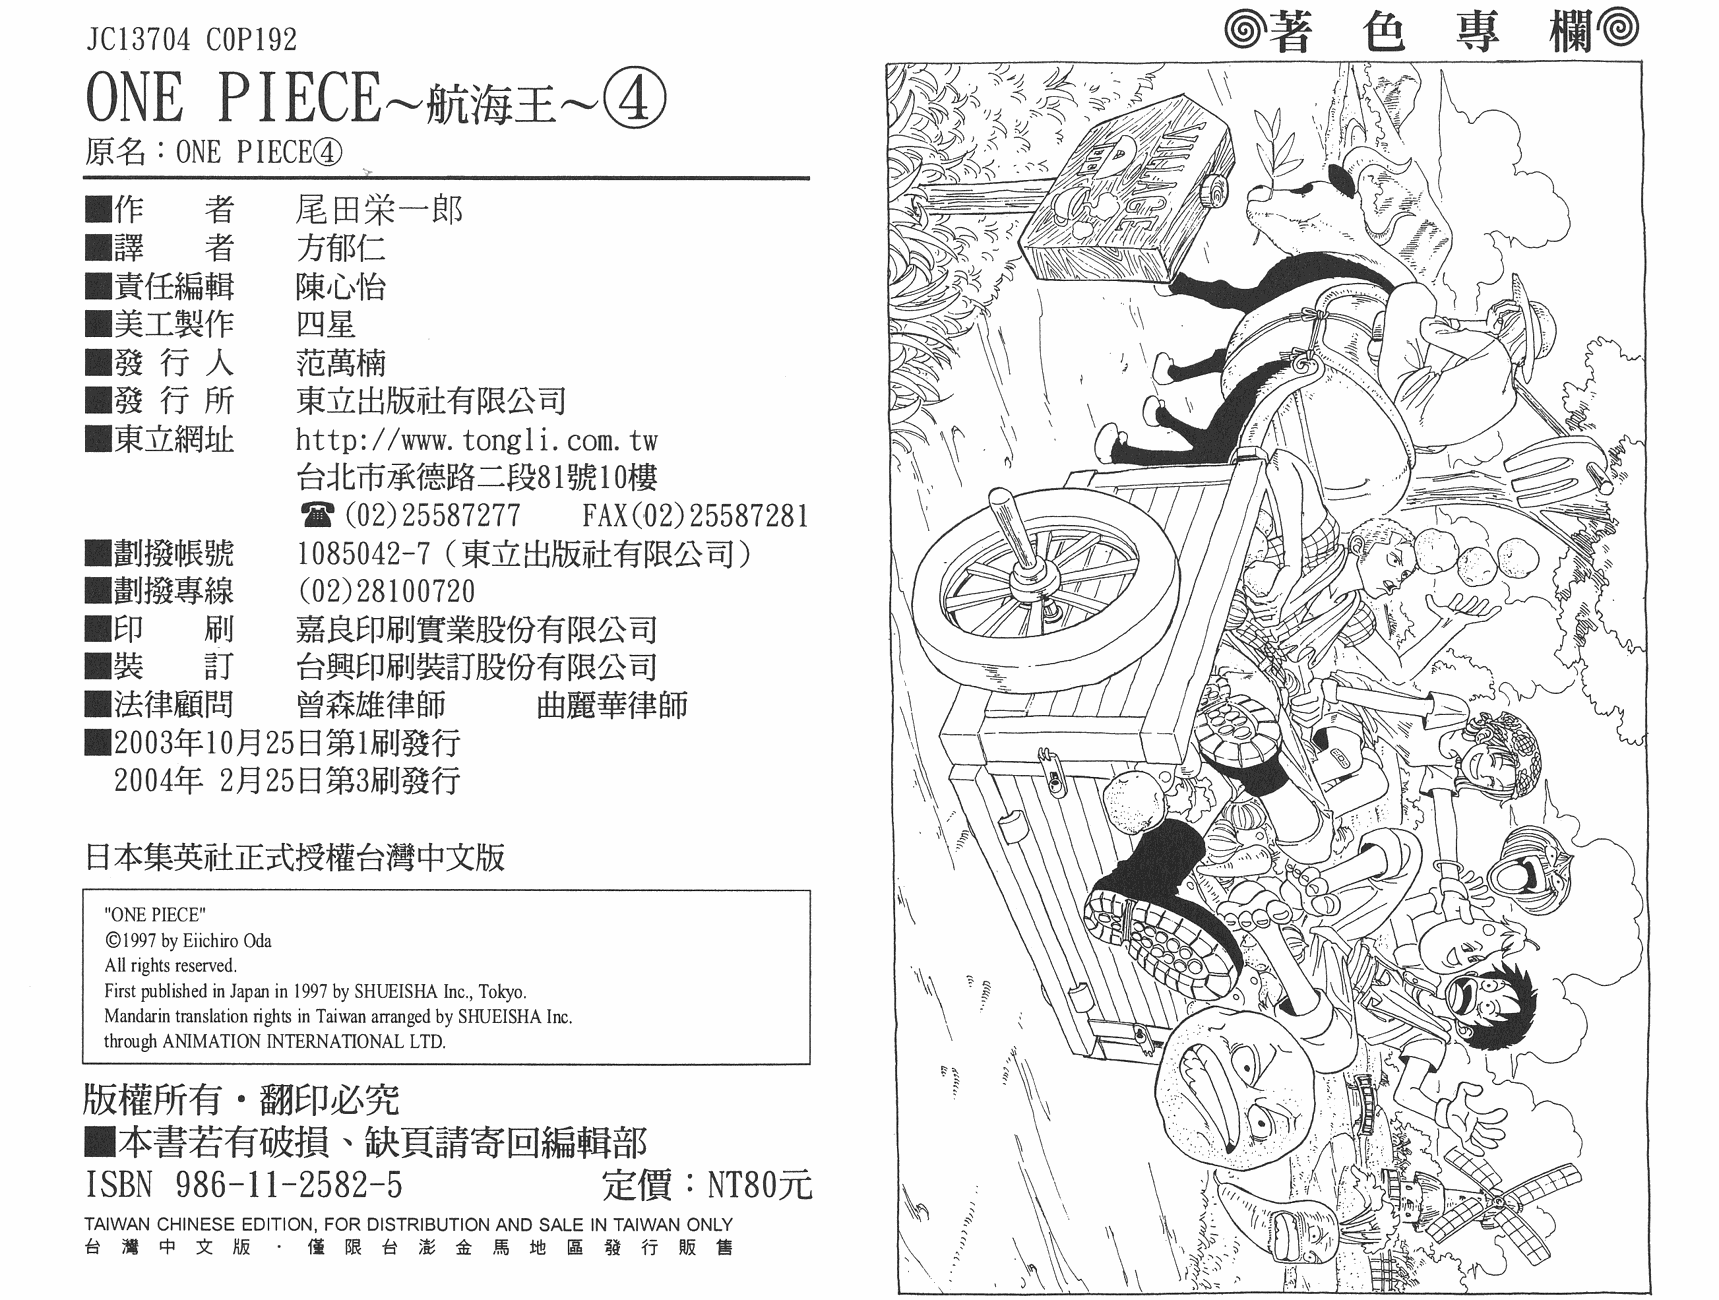 JC13704 C0P192
ONE PIECE～航海王～④
原名：ONE PIECE④
■作　　者　尾田栄一郎
■譯　　者　方郁仁
■責任編輯　陳心怡
■美工製作　四星
■發 行 人　范萬楠
■發 行 所　東立出版社有限公司
■東立網址　http://www.tongli.com.tw
台北市承德路二段81號10樓
☎(02)25587277　FAX(02)25587281
■劃撥帳號　1085042-7（東立出版社有限公司）
■劃撥專線　(02)28100720
■印　　刷　嘉良印刷實業股份有限公司
■裝　　訂　台興印刷裝訂股份有限公司
■法律顧問　曾森雄律師　曲麗華律師
■2003年10月25日第1刷發行
2004年 2月25日第3刷發行
日本集英社正式授權台灣中文版
"ONE PIECE"
©1997 by Eiichiro Oda
All rights reserved.
First published in Japan in 1997 by SHUEISHA Inc., Tokyo.
Mandarin translation rights in Taiwan arranged by SHUEISHA Inc.
through ANIMATION INTERNATIONAL LTD.
版權所有・翻印必究
■本書若有破損、缺頁請寄回編輯部
ISBN 986-11-2582-5　定價：NT80元
TAIWAN CHINESE EDITION, FOR DISTRIBUTION AND SALE IN TAIWAN ONLY
台灣中文版・僅限台澎金馬地區發行販售
著色專欄
VILLAGE